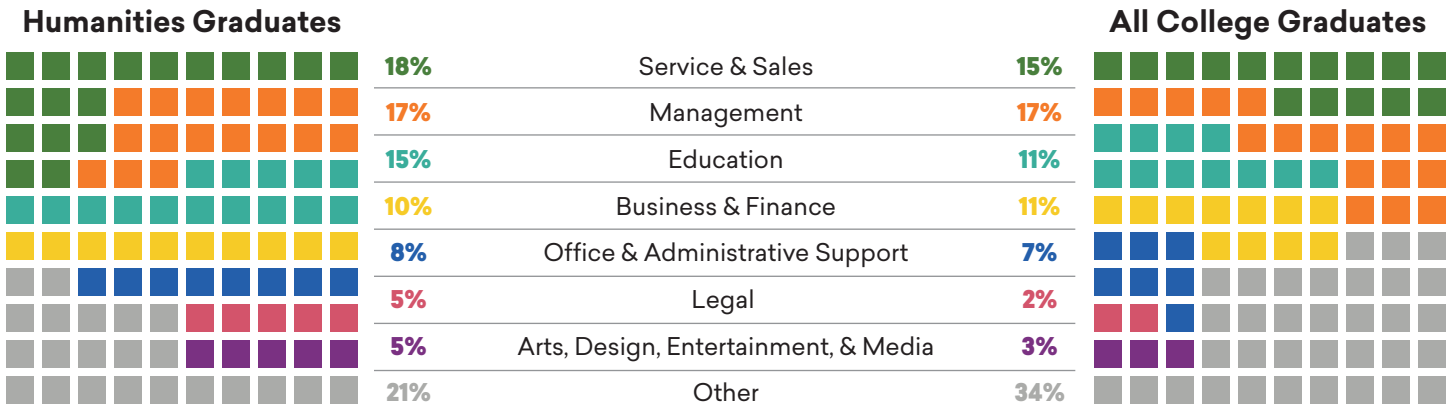 Humanities Graduates
All College Graduates
18% Service & Sales 15%
17% Management 17%
15% Education 11%
10% Business & Finance 11%
8% Office & Administrative Support 7%
5% Legal 2%
5% Arts, Design, Entertainment, & Media 3%
21% Other 34%